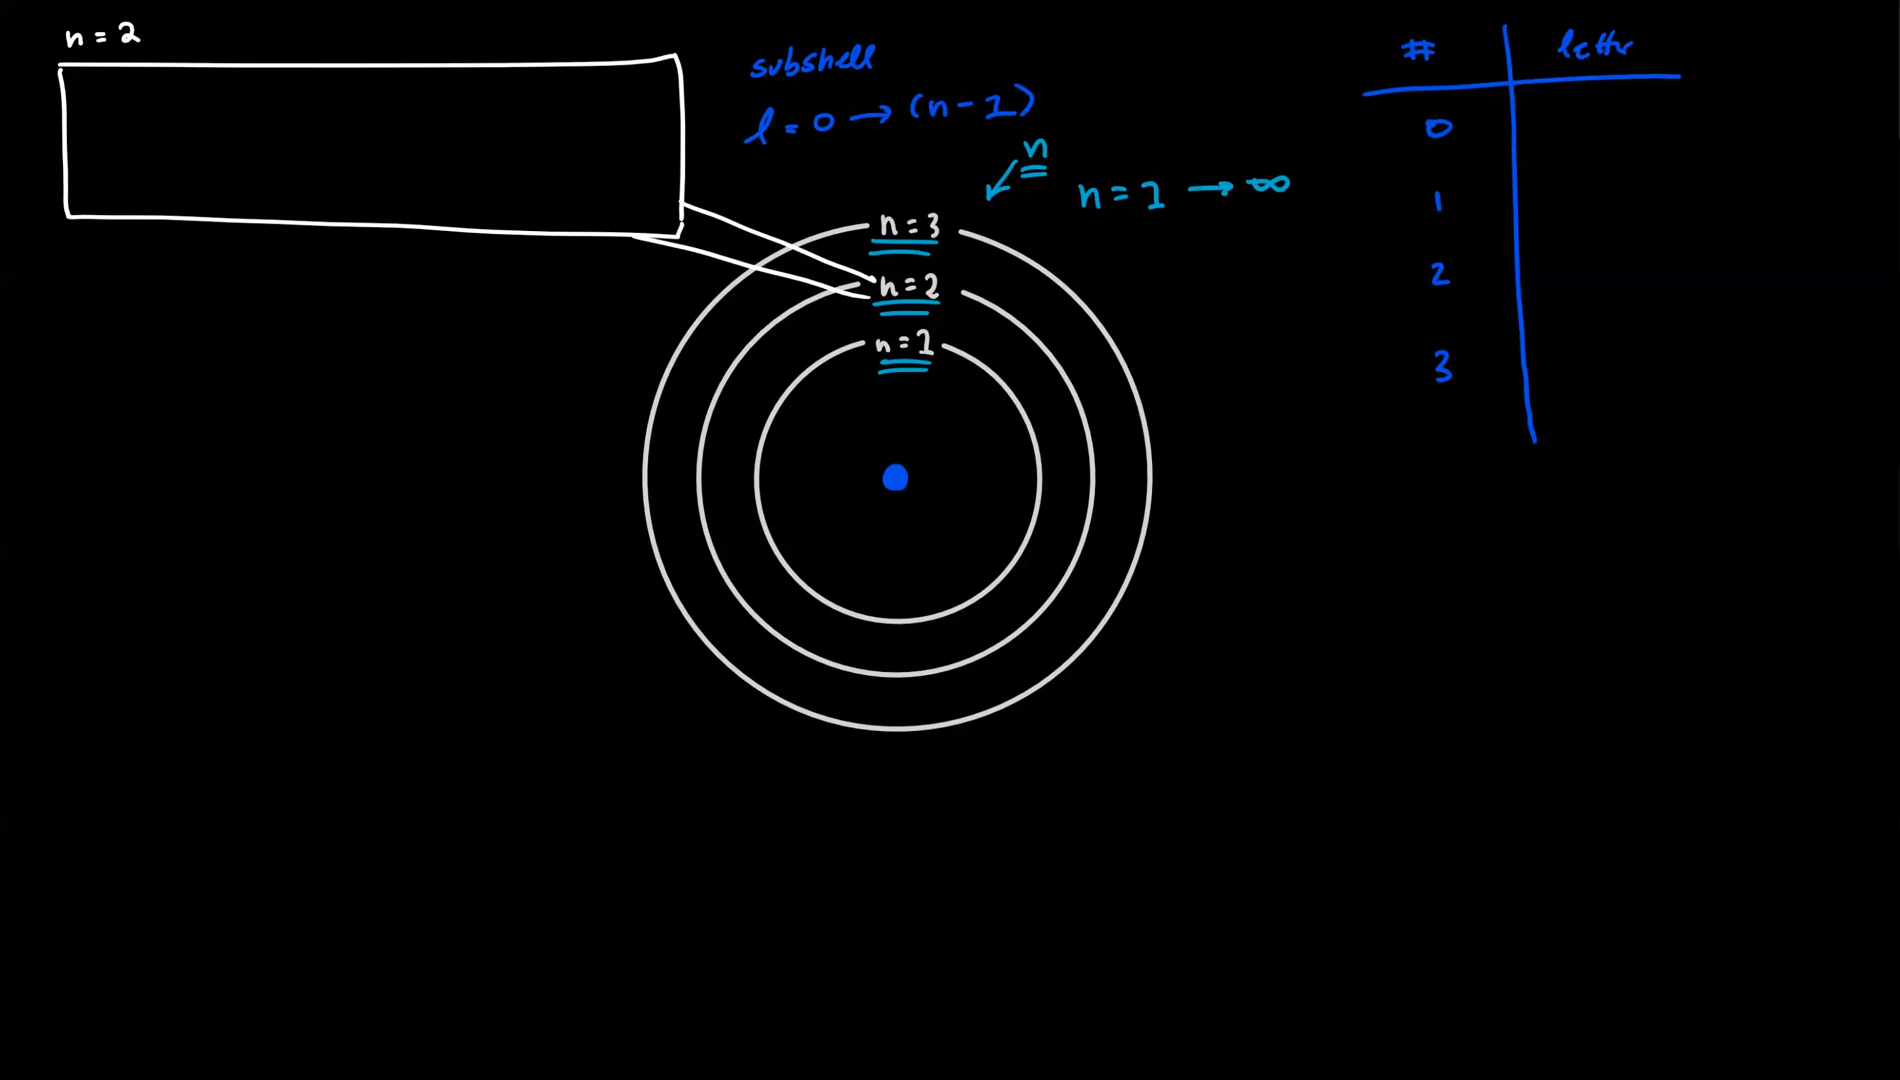 n = 2
subshell
l = 0 → (n - 1)
n
n = 1 → ∞
n = 3
n = 2
n = 1
# letter
0
1
2
3